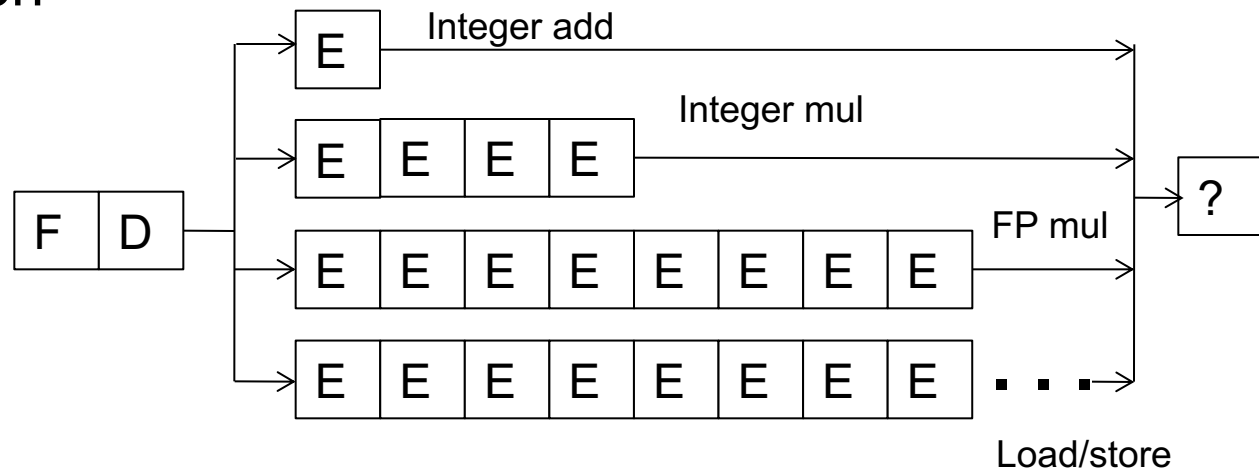 E
Integer add
Integer mul
E E E E
F D
?
FP mul
E E E E E E E E
E E E E E E E E . . .
Load/store